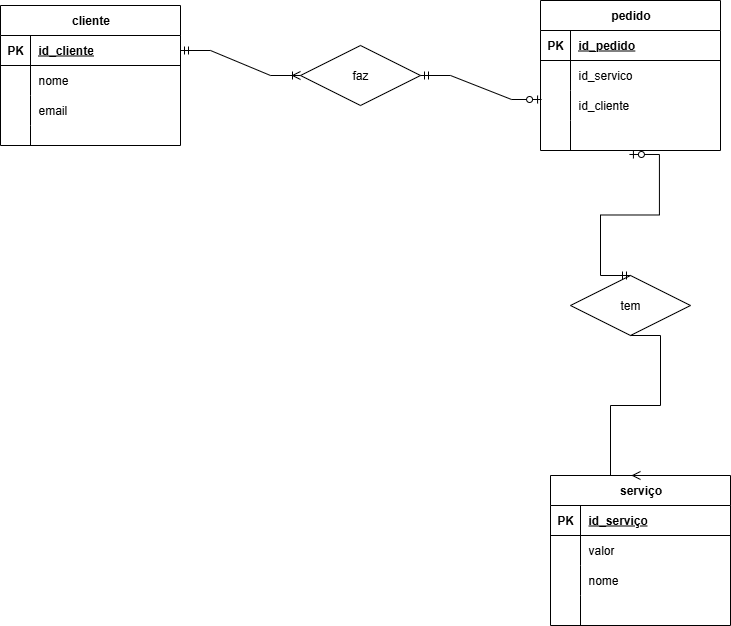 cliente
PK id_cliente
nome
email
faz
pedido
PK id_pedido
id_servico
id_cliente
tem
serviço
PK id_serviço
valor
nome